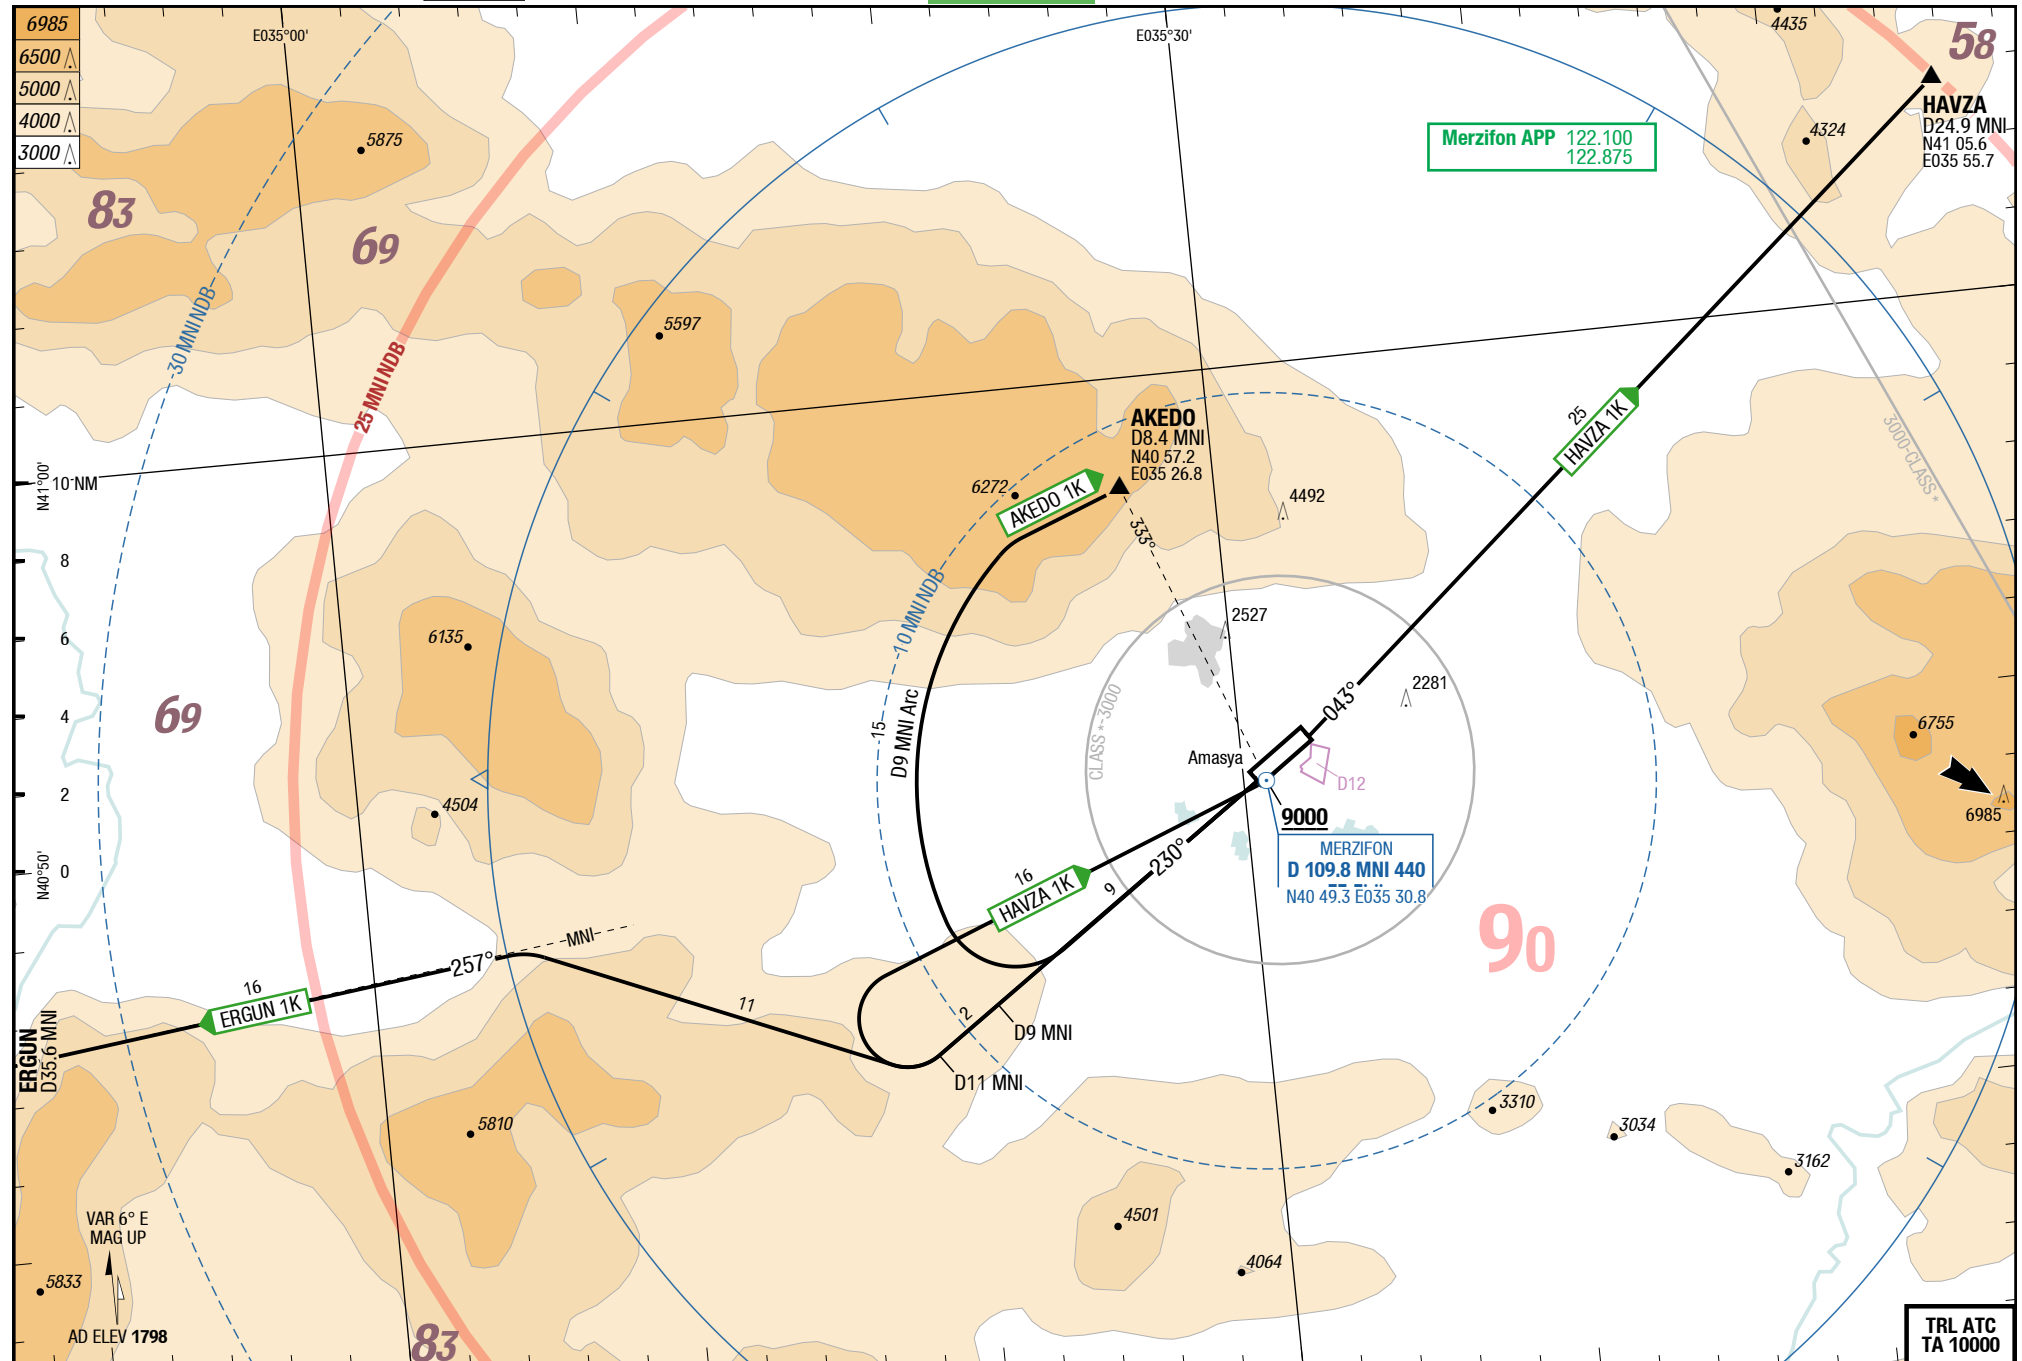 6985
6500
5000
4000
3000
E035°00'
E035°30'
4435
58
HAVZA
D24.9 MNI
N41 05.6
E035 55.7
Merzifon APP 122.100
122.875
4324
5875
83
69
30 MNI NDB
25 MNI NDB
5597
AKEDO
D8.4 MNI
N40 57.2
E035 26.8
25
HAVZA 1K
3000-CLASS *
N41°00'
10 NM
8
6
4
2
0
N40°50'
6272
AKEDO 1K
333°
4492
10 MNI NDB
2527
6135
69
15
D9 MNI Arc
CLASS *-3000
043°
2281
6755
6985
Amasya
D12
4504
9000
MERZIFON
D 109.8 MNI 440
N40 49.3 E035 30.8
230°
16
HAVZA 1K
9
90
MNI
257°
16
ERGUN 1K
11
2
D9 MNI
D11 MNI
ERGUN
D35.6 MNI
5810
3310
3034
3162
4501
4064
VAR 6° E
MAG UP
5833
AD ELEV 1798
83
TRL ATC
TA 10000